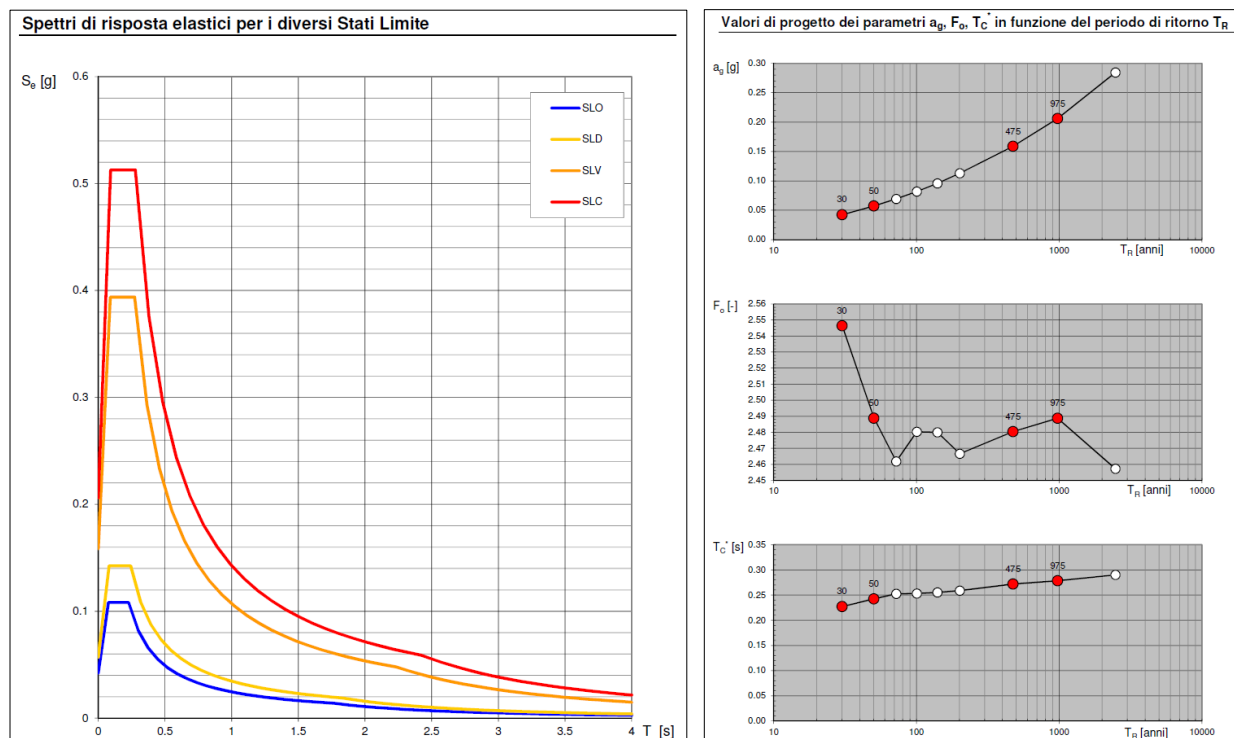 Spettri di risposta elastici per i diversi Stati Limite
Se [g]
0.6
0.5
0.4
0.3
0.2
0.1
0
SLO
SLD
SLV
SLC
0 0.5 1 1.5 2 2.5 3 3.5 4
T [s]
Valori di progetto dei parametri ag, Fo, TC* in funzione del periodo di ritorno TR
ag [g]
0.30
0.25
0.20
0.15
0.10
0.05
0.00
30 50 475 975
10 100 1000 10000
TR [anni]
Fo [-]
2.56
2.55
2.54
2.53
2.52
2.51
2.50
2.49
2.48
2.47
2.46
2.45
30 50 475 975
10 100 1000 10000
TR [anni]
TC* [s]
0.35
0.30
0.25
0.20
0.15
0.10
0.05
0.00
30 50 475 975
10 100 1000 10000
TR [anni]